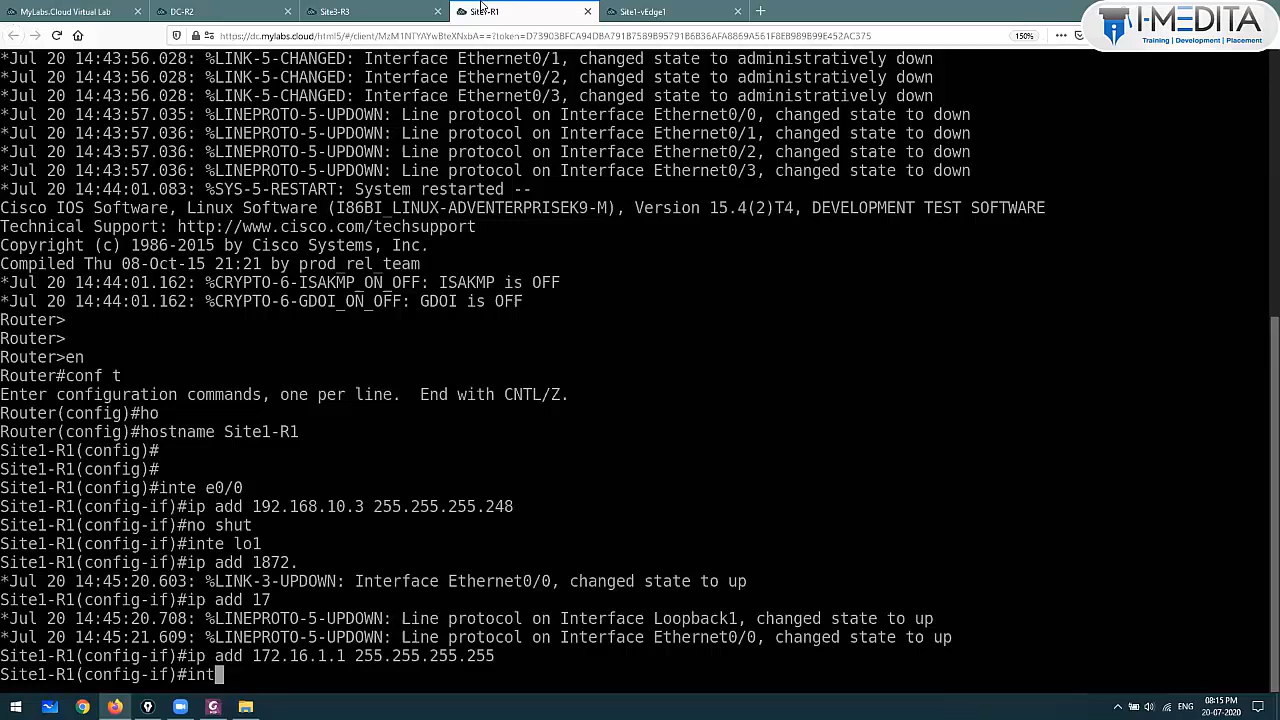 MyLabs.Cloud Virtual Lab
DC-R2
Site3-R3
Site1-R1
Site1-vEdge1
150%
I-MEDITA
Training | Development | Placement
*Jul 20 14:43:56.028: %LINK-5-CHANGED: Interface Ethernet0/1, changed state to administratively down
*Jul 20 14:43:56.028: %LINK-5-CHANGED: Interface Ethernet0/2, changed state to administratively down
*Jul 20 14:43:56.028: %LINK-5-CHANGED: Interface Ethernet0/3, changed state to administratively down
*Jul 20 14:43:57.035: %LINEPROTO-5-UPDOWN: Line protocol on Interface Ethernet0/0, changed state to down
*Jul 20 14:43:57.036: %LINEPROTO-5-UPDOWN: Line protocol on Interface Ethernet0/1, changed state to down
*Jul 20 14:43:57.036: %LINEPROTO-5-UPDOWN: Line protocol on Interface Ethernet0/2, changed state to down
*Jul 20 14:43:57.036: %LINEPROTO-5-UPDOWN: Line protocol on Interface Ethernet0/3, changed state to down
*Jul 20 14:44:01.083: %SYS-5-RESTART: System restarted --
Cisco IOS Software, Linux Software (I86BI_LINUX-ADVENTERPRISEK9-M), Version 15.4(2)T4, DEVELOPMENT TEST SOFTWARE
Technical Support: http://www.cisco.com/techsupport
Copyright (c) 1986-2015 by Cisco Systems, Inc.
Compiled Thu 08-Oct-15 21:21 by prod_rel_team
*Jul 20 14:44:01.162: %CRYPTO-6-ISAKMP_ON_OFF: ISAKMP is OFF
*Jul 20 14:44:01.162: %CRYPTO-6-GDOI_ON_OFF: GDOI is OFF
Router>
Router>
Router>en
Router#conf t
Enter configuration commands, one per line.  End with CNTL/Z.
Router(config)#ho
Router(config)#hostname Site1-R1
Site1-R1(config)#
Site1-R1(config)#
Site1-R1(config)#inte e0/0
Site1-R1(config-if)#ip add 192.168.10.3 255.255.255.248
Site1-R1(config-if)#no shut
Site1-R1(config-if)#inte lo1
Site1-R1(config-if)#ip add 1872.
*Jul 20 14:45:20.603: %LINK-3-UPDOWN: Interface Ethernet0/0, changed state to up
Site1-R1(config-if)#ip add 17
*Jul 20 14:45:20.708: %LINEPROTO-5-UPDOWN: Line protocol on Interface Loopback1, changed state to up
*Jul 20 14:45:21.609: %LINEPROTO-5-UPDOWN: Line protocol on Interface Ethernet0/0, changed state to up
Site1-R1(config-if)#ip add 172.16.1.1 255.255.255.255
Site1-R1(config-if)#int
ENG
08:15 PM
20-07-2020